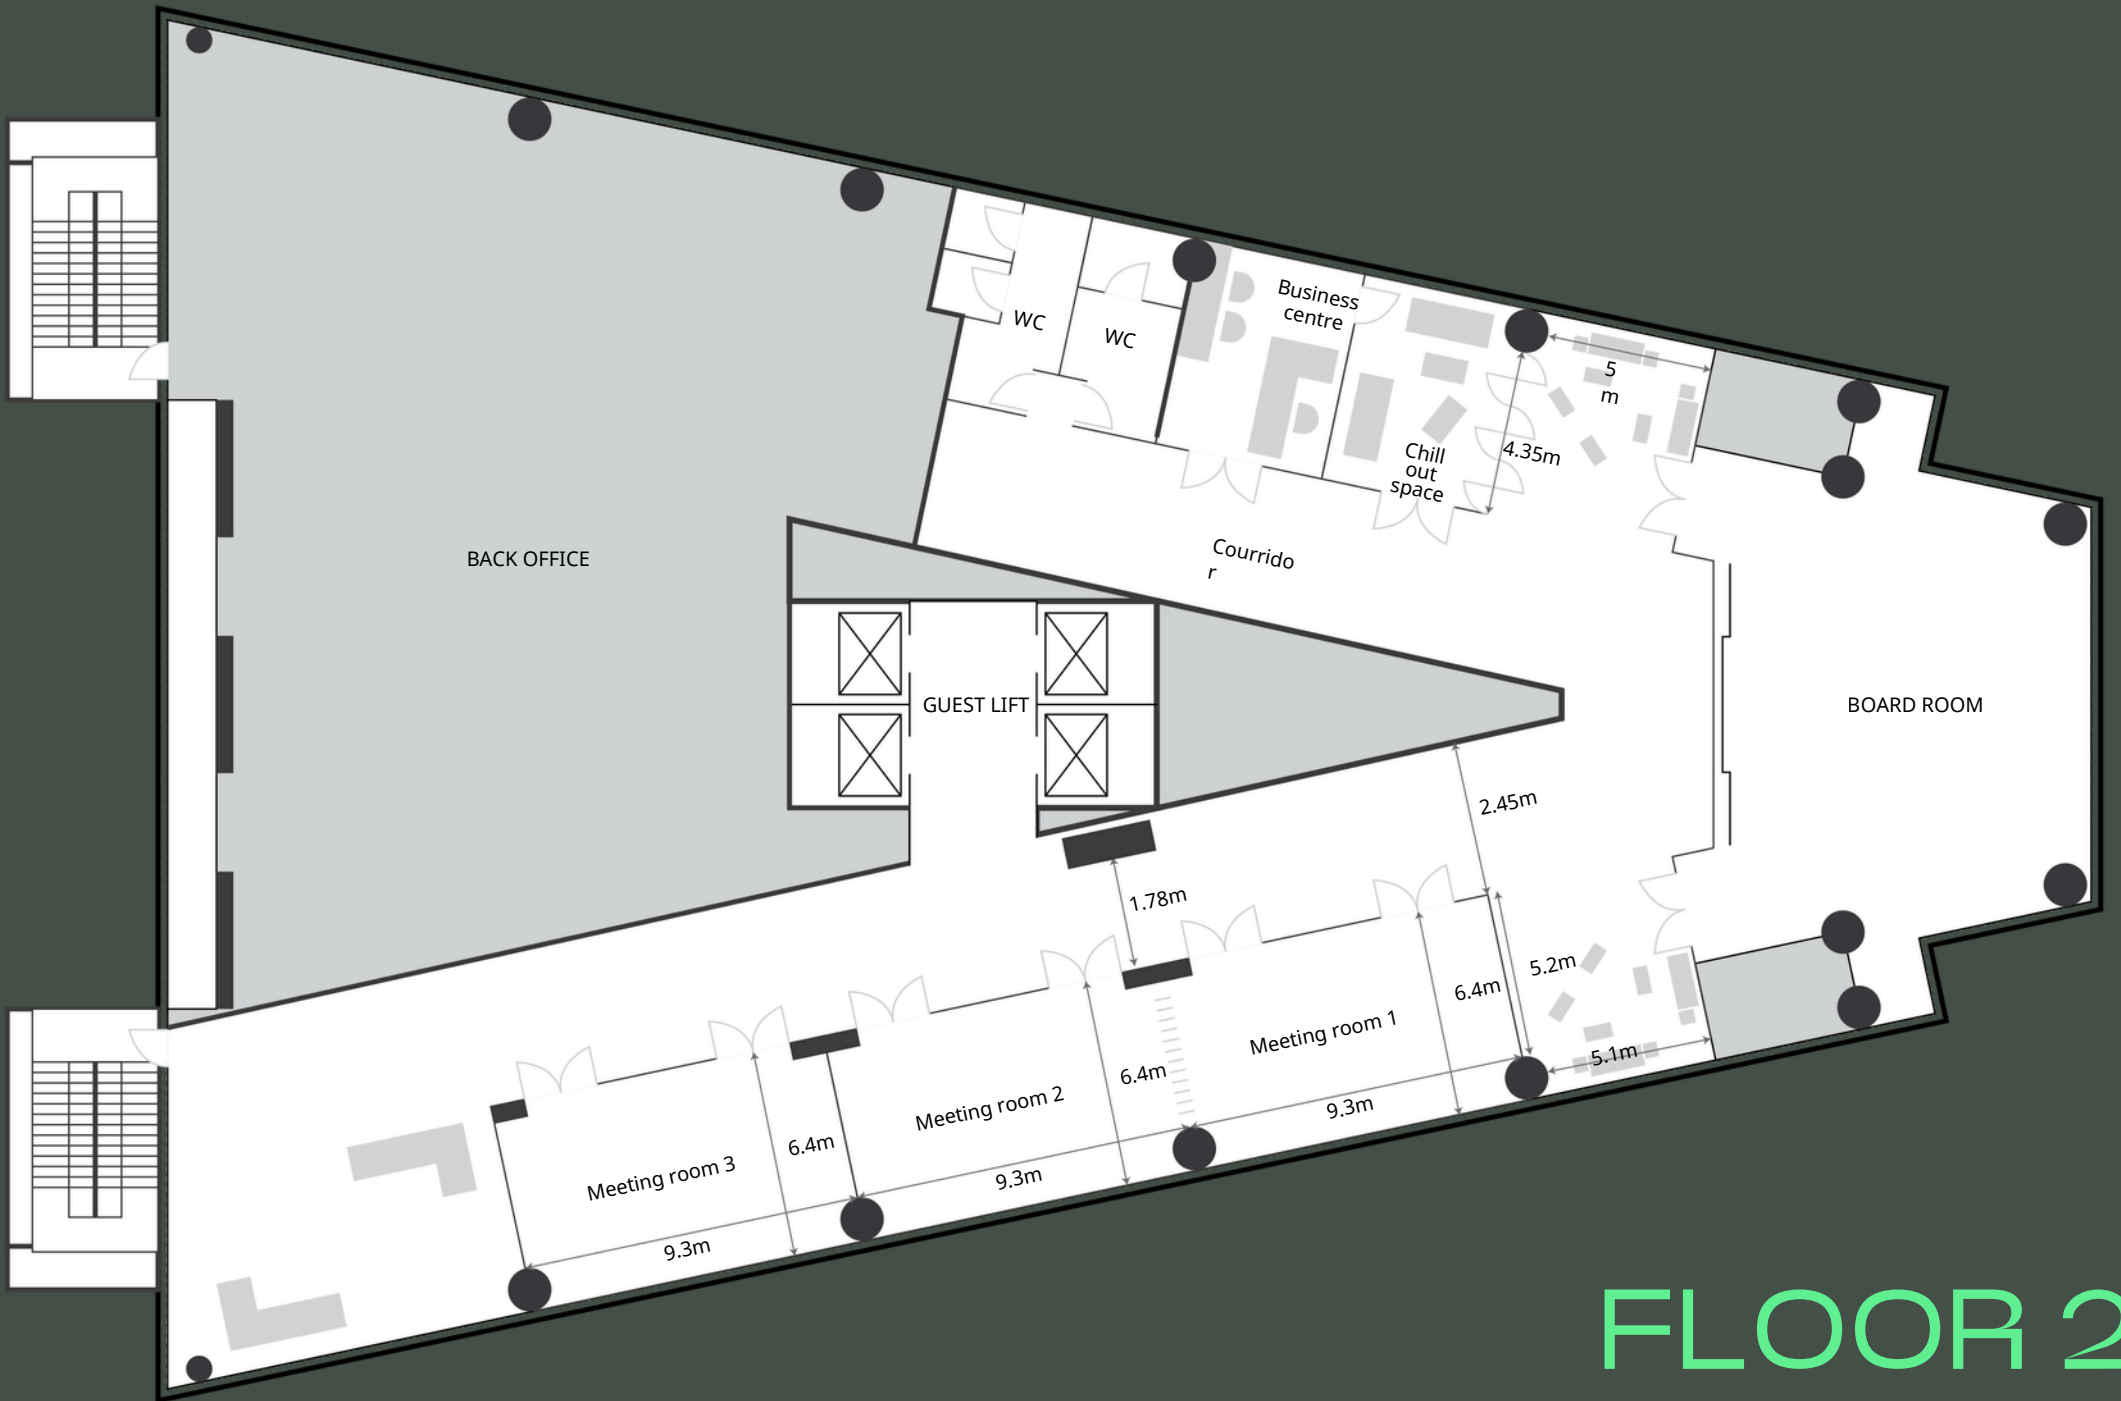 WC
WC
Business
centre
5
m
Chill
out
space
4.35m
BACK OFFICE
Courrido
r
GUEST LIFT
BOARD ROOM
2.45m
1.78m
5.2m
6.4m
Meeting room 1
5.1m
6.4m
9.3m
Meeting room 2
6.4m
9.3m
Meeting room 3
9.3m
FLOOR 2